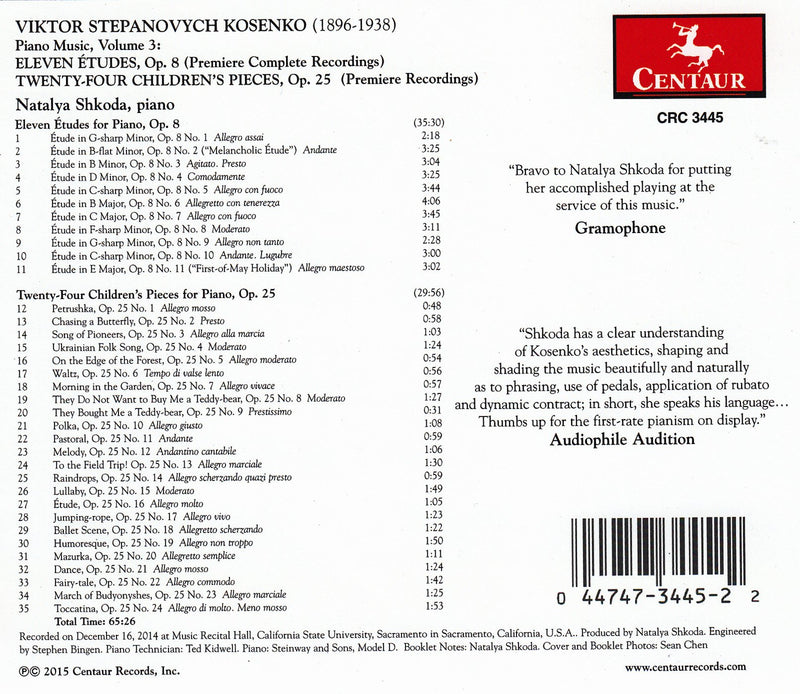 VIKTOR STEPANOVYCH KOSENKO (1896-1938)
Piano Music, Volume 3:
ELEVEN ÉTUDES, Op. 8 (Premiere Complete Recordings)
TWENTY-FOUR CHILDREN'S PIECES, Op. 25 (Premiere Recordings)
Natalya Shkoda, piano
Eleven Études for Piano, Op. 8 (35:30)
1 Étude in G-sharp Minor, Op. 8 No. 1 Allegro assai 2:18
2 Étude in B-flat Minor, Op. 8 No. 2 ("Melancholic Étude") Andante 3:25
3 Étude in B Minor, Op. 8 No. 3 Agitato. Presto 3:04
4 Étude in D Minor, Op. 8 No. 4 Comodamente 3:25
5 Étude in C-sharp Minor, Op. 8 No. 5 Allegro con fuoco 3:44
6 Étude in B Major, Op. 8 No. 6 Allegretto con tenerezza 4:06
7 Étude in C Major, Op. 8 No. 7 Allegro con fuoco 3:45
8 Étude in F-sharp Minor, Op. 8 No. 8 Moderato 3:11
9 Étude in G-sharp Minor, Op. 8 No. 9 Allegro non tanto 2:28
10 Étude in C-sharp Minor, Op. 8 No. 10 Andante. Lugubre 3:00
11 Étude in E Major, Op. 8 No. 11 ("First-of-May Holiday") Allegro maestoso 3:02
Twenty-Four Children's Pieces for Piano, Op. 25 (29:56)
12 Petrushka, Op. 25 No. 1 Allegro mosso 0:48
13 Chasing a Butterfly, Op. 25 No. 2 Presto 0:58
14 Song of Pioneers, Op. 25 No. 3 Allegro alla marcia 1:03
15 Ukrainian Folk Song, Op. 25 No. 4 Moderato 1:24
16 On the Edge of the Forest, Op. 25 No. 5 Allegro moderato 0:54
17 Waltz, Op. 25 No. 6 Tempo di valse lento 0:56
18 Morning in the Garden, Op. 25 No. 7 Allegro vivace 0:57
19 They Do Not Want to Buy Me a Teddy-bear, Op. 25 No. 8 Moderato 1:27
20 They Bought Me a Teddy-bear, Op. 25 No. 9 Prestissimo 0:31
21 Polka, Op. 25 No. 10 Allegro giusto 1:08
22 Pastoral, Op. 25 No. 11 Andante 0:59
23 Melody, Op. 25 No. 12 Andantino cantabile 1:06
24 To the Field Trip! Op. 25 No. 13 Allegro marciale 1:30
25 Raindrops, Op. 25 No. 14 Allegro scherzando quazi presto 0:59
26 Lullaby, Op. 25 No. 15 Moderato 1:49
27 Étude, Op. 25 No. 16 Allegro molto 1:05
28 Jumping-rope, Op. 25 No. 17 Allegro vivo 1:23
29 Ballet Scene, Op. 25 No. 18 Allegretto scherzando 1:22
30 Humoresque, Op. 25 No. 19 Allegro non troppo 1:50
31 Mazurka, Op. 25 No. 20 Allegretto semplice 1:11
32 Dance, Op. 25 No. 21 Allegro mosso 1:24
33 Fairy-tale, Op. 25 No. 22 Allegro commodo 1:42
34 March of Budyonyshes, Op. 25 No. 23 Allegro marciale 1:25
35 Toccatina, Op. 25 No. 24 Allegro di molto. Meno mosso 1:53
Total Time: 65:26
CENTAUR
CRC 3445
"Bravo to Natalya Shkoda for putting
her accomplished playing at the
service of this music."
Gramophone
"Shkoda has a clear understanding
of Kosenko's aesthetics, shaping and
shading the music beautifully and naturally
as to phrasing, use of pedals, application of rubato
and dynamic contract; in short, she speaks his language...
Thumbs up for the first-rate pianism on display."
Audiophile Audition
0 44747-3445-2 2
Recorded on December 16, 2014 at Music Recital Hall, California State University, Sacramento in Sacramento, California, U.S.A.. Produced by Natalya Shkoda. Engineered
by Stephen Bingen. Piano Technician: Ted Kidwell. Piano: Steinway and Sons, Model D. Booklet Notes: Natalya Shkoda. Cover and Booklet Photos: Sean Chen
℗© 2015 Centaur Records, Inc.
www.centaurrecords.com